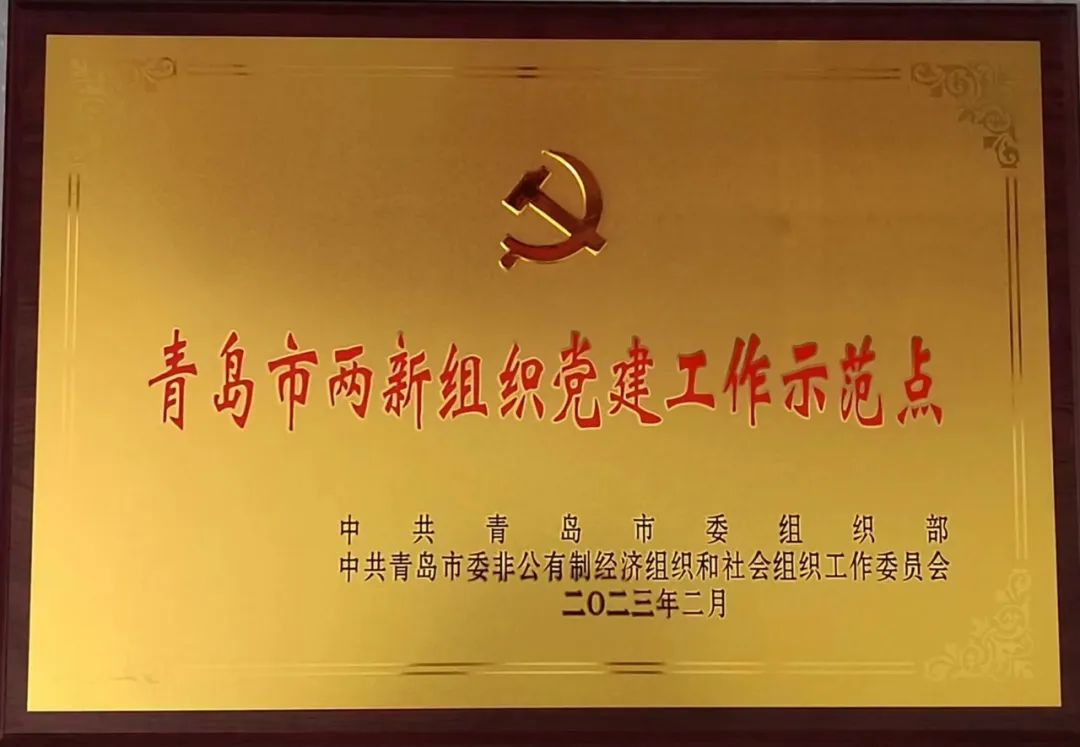 青岛市两新组织党建工作示范点
中共青岛市委组织部
中共青岛市委非公有制经济组织和社会组织工作委员会
二〇二三年二月